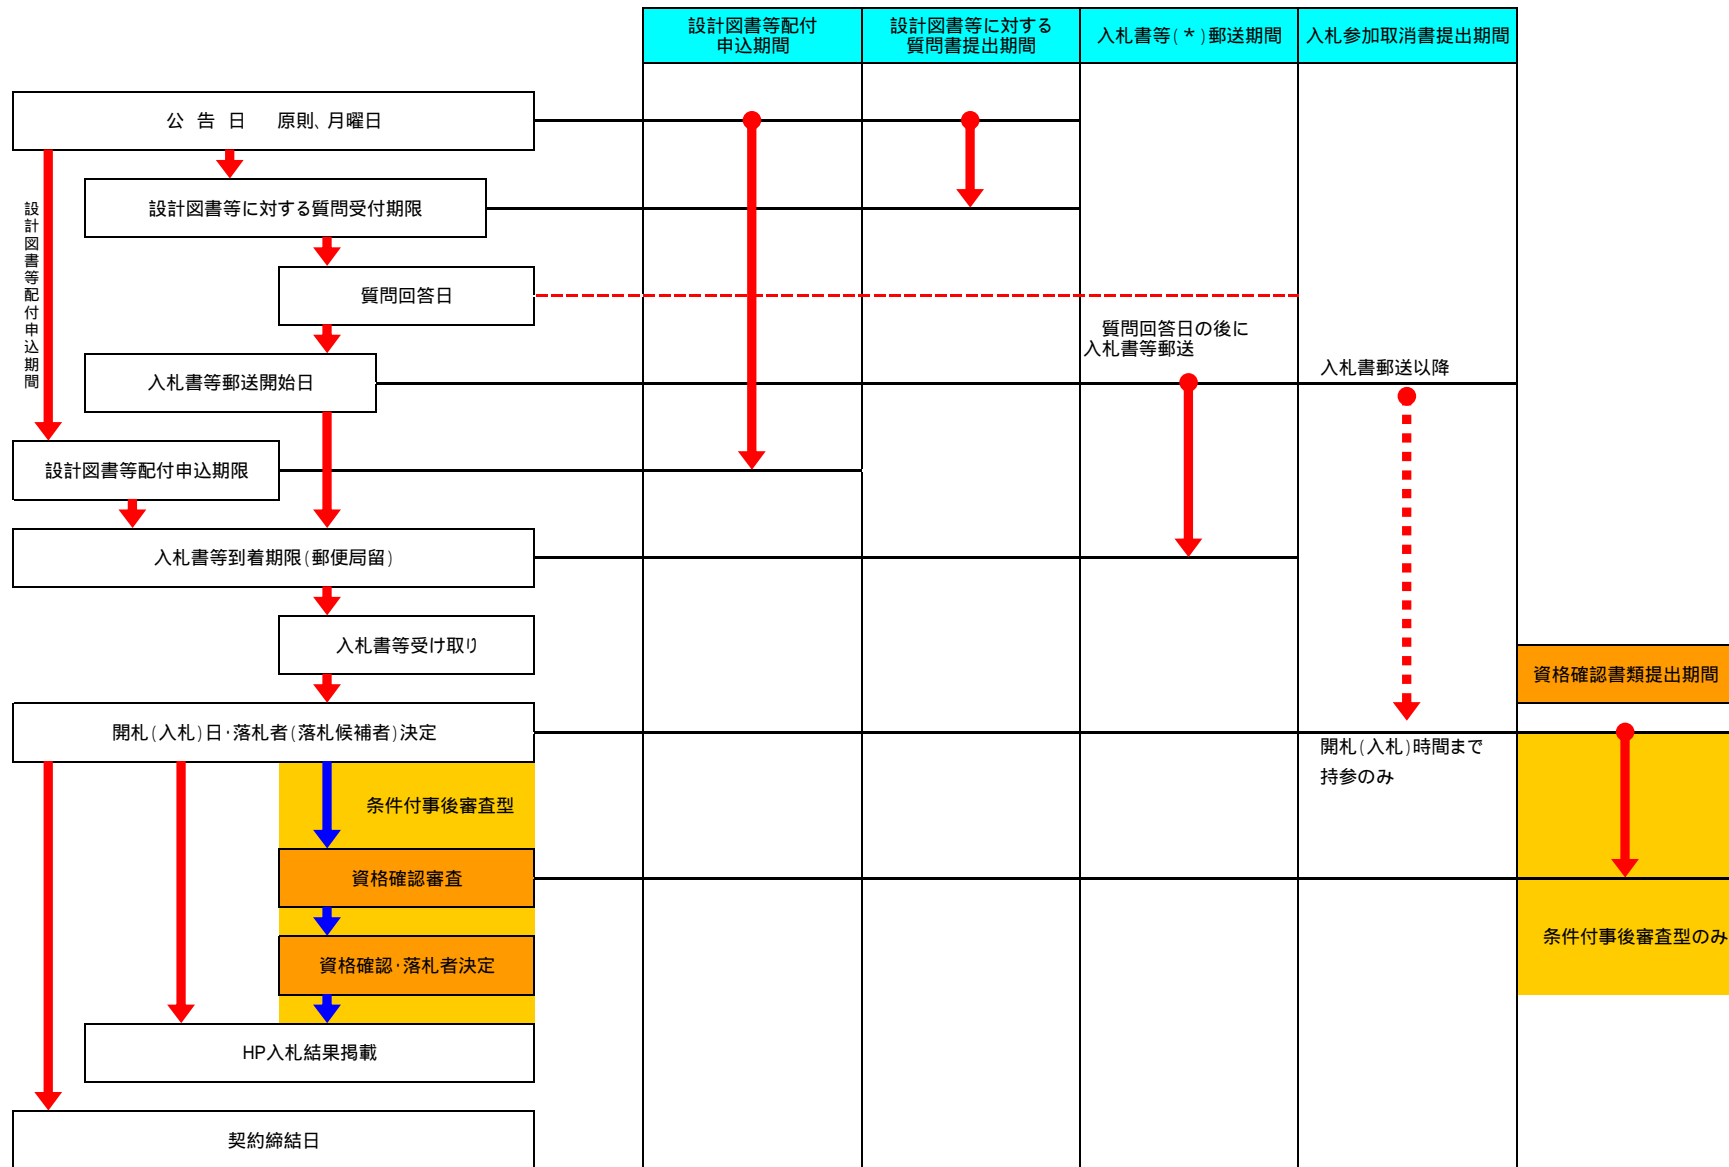 設計図書等配付
申込期間
設計図書等に対する
質問書提出期間
入札書等(*)郵送期間
入札参加取消書提出期間
公 告 日　原則、月曜日
設計図書等配付申込期間
設計図書等に対する質問受付期限
質問回答日
質問回答日の後に
入札書等郵送
入札書郵送以降
入札書等郵送開始日
設計図書等配付申込期限
入札書等到着期限(郵便局留)
入札書等受け取り
資格確認書類提出期間
開札(入札)日・落札者(落札候補者)決定
開札(入札)時間まで
持参のみ
条件付事後審査型
資格確認審査
資格確認・落札者決定
条件付事後審査型のみ
HP入札結果掲載
契約締結日